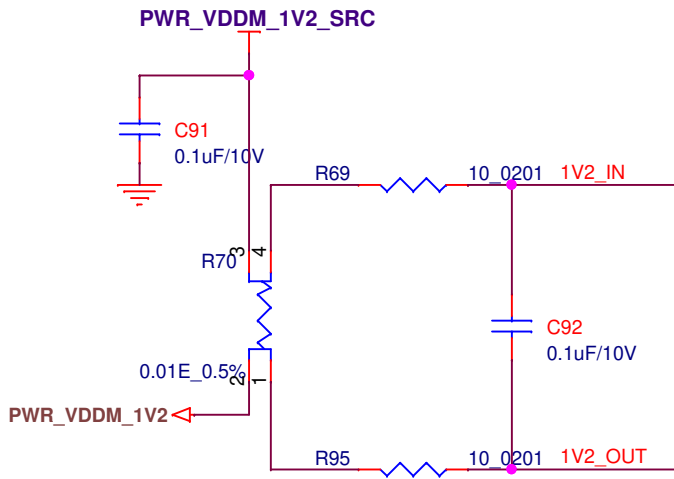 PWR_VDDM_1V2_SRC
C91
0.1uF/10V
R69
10_0201
1V2_IN
3
4
R70
C92
0.1uF/10V
0.01E_0.5%
2
1
PWR_VDDM_1V2
R95
10_0201
1V2_OUT